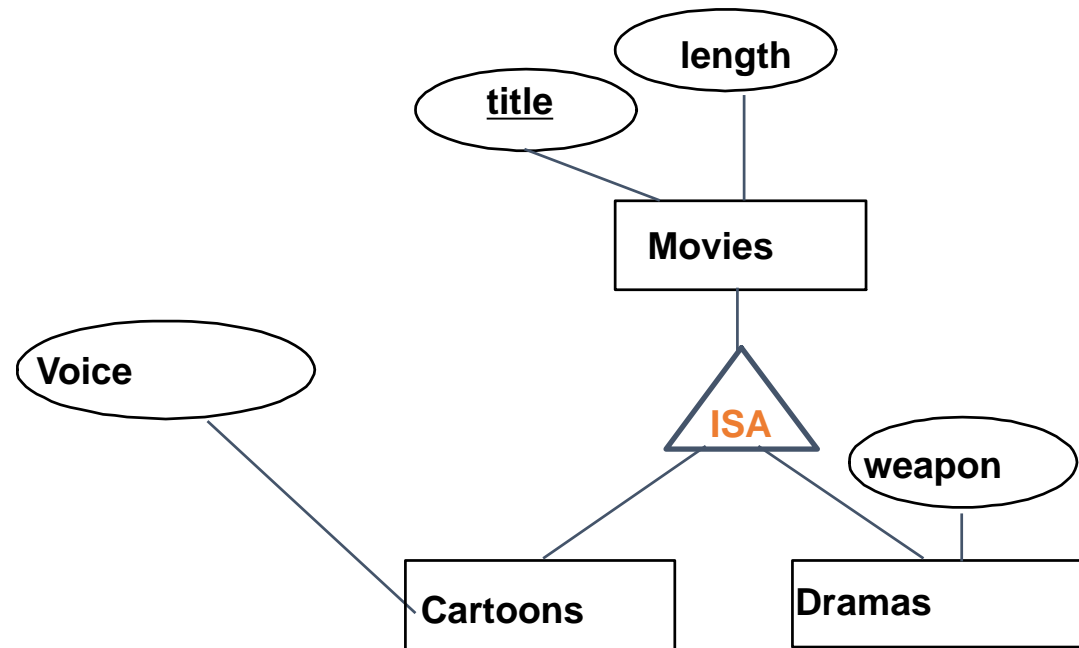 length
title
Movies
Voice
ISA
weapon
Cartoons
Dramas